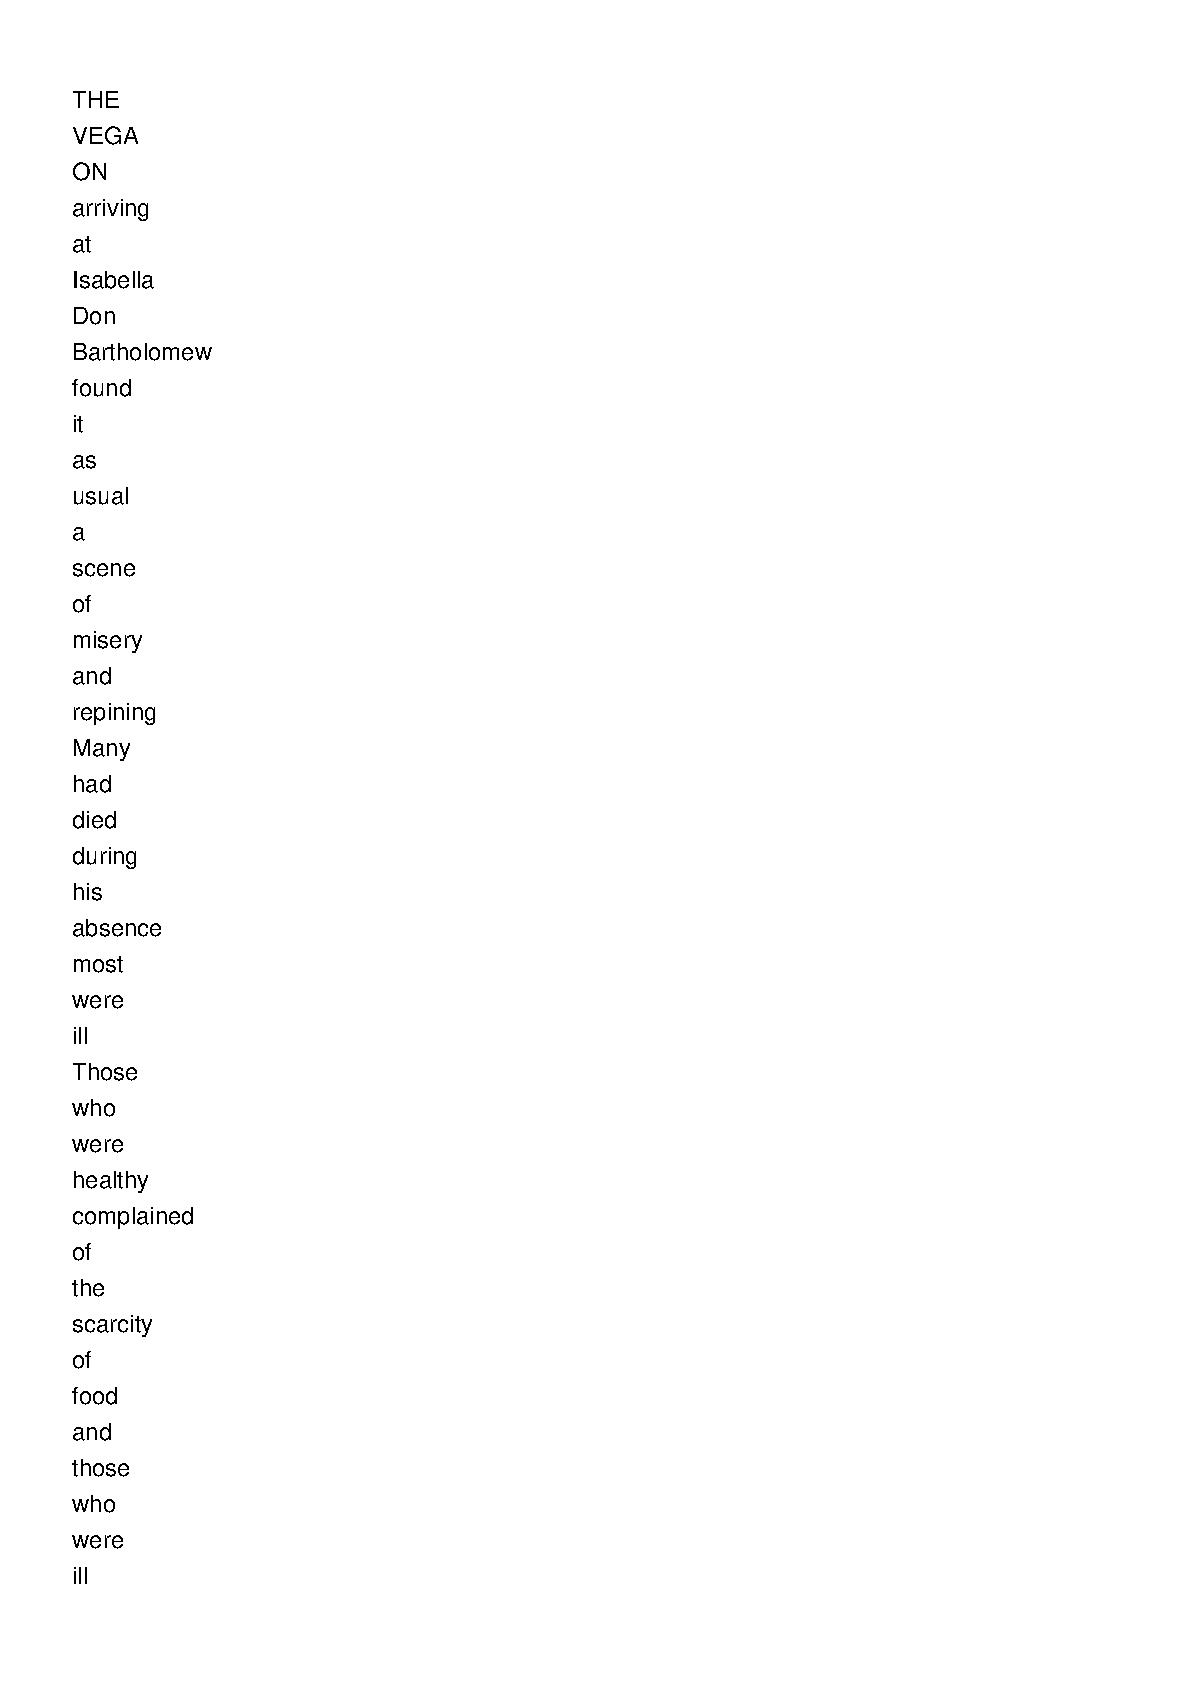 THE
VEGA
ON
arriving
at
Isabella
Don
Bartholomew
found
it
as
usual
a
scene
of
misery
and
repining
Many
had
died
during
his
absence
most
were
ill
Those
who
were
healthy
complained
of
the
scarcity
of
food
and
those
who
were
ill